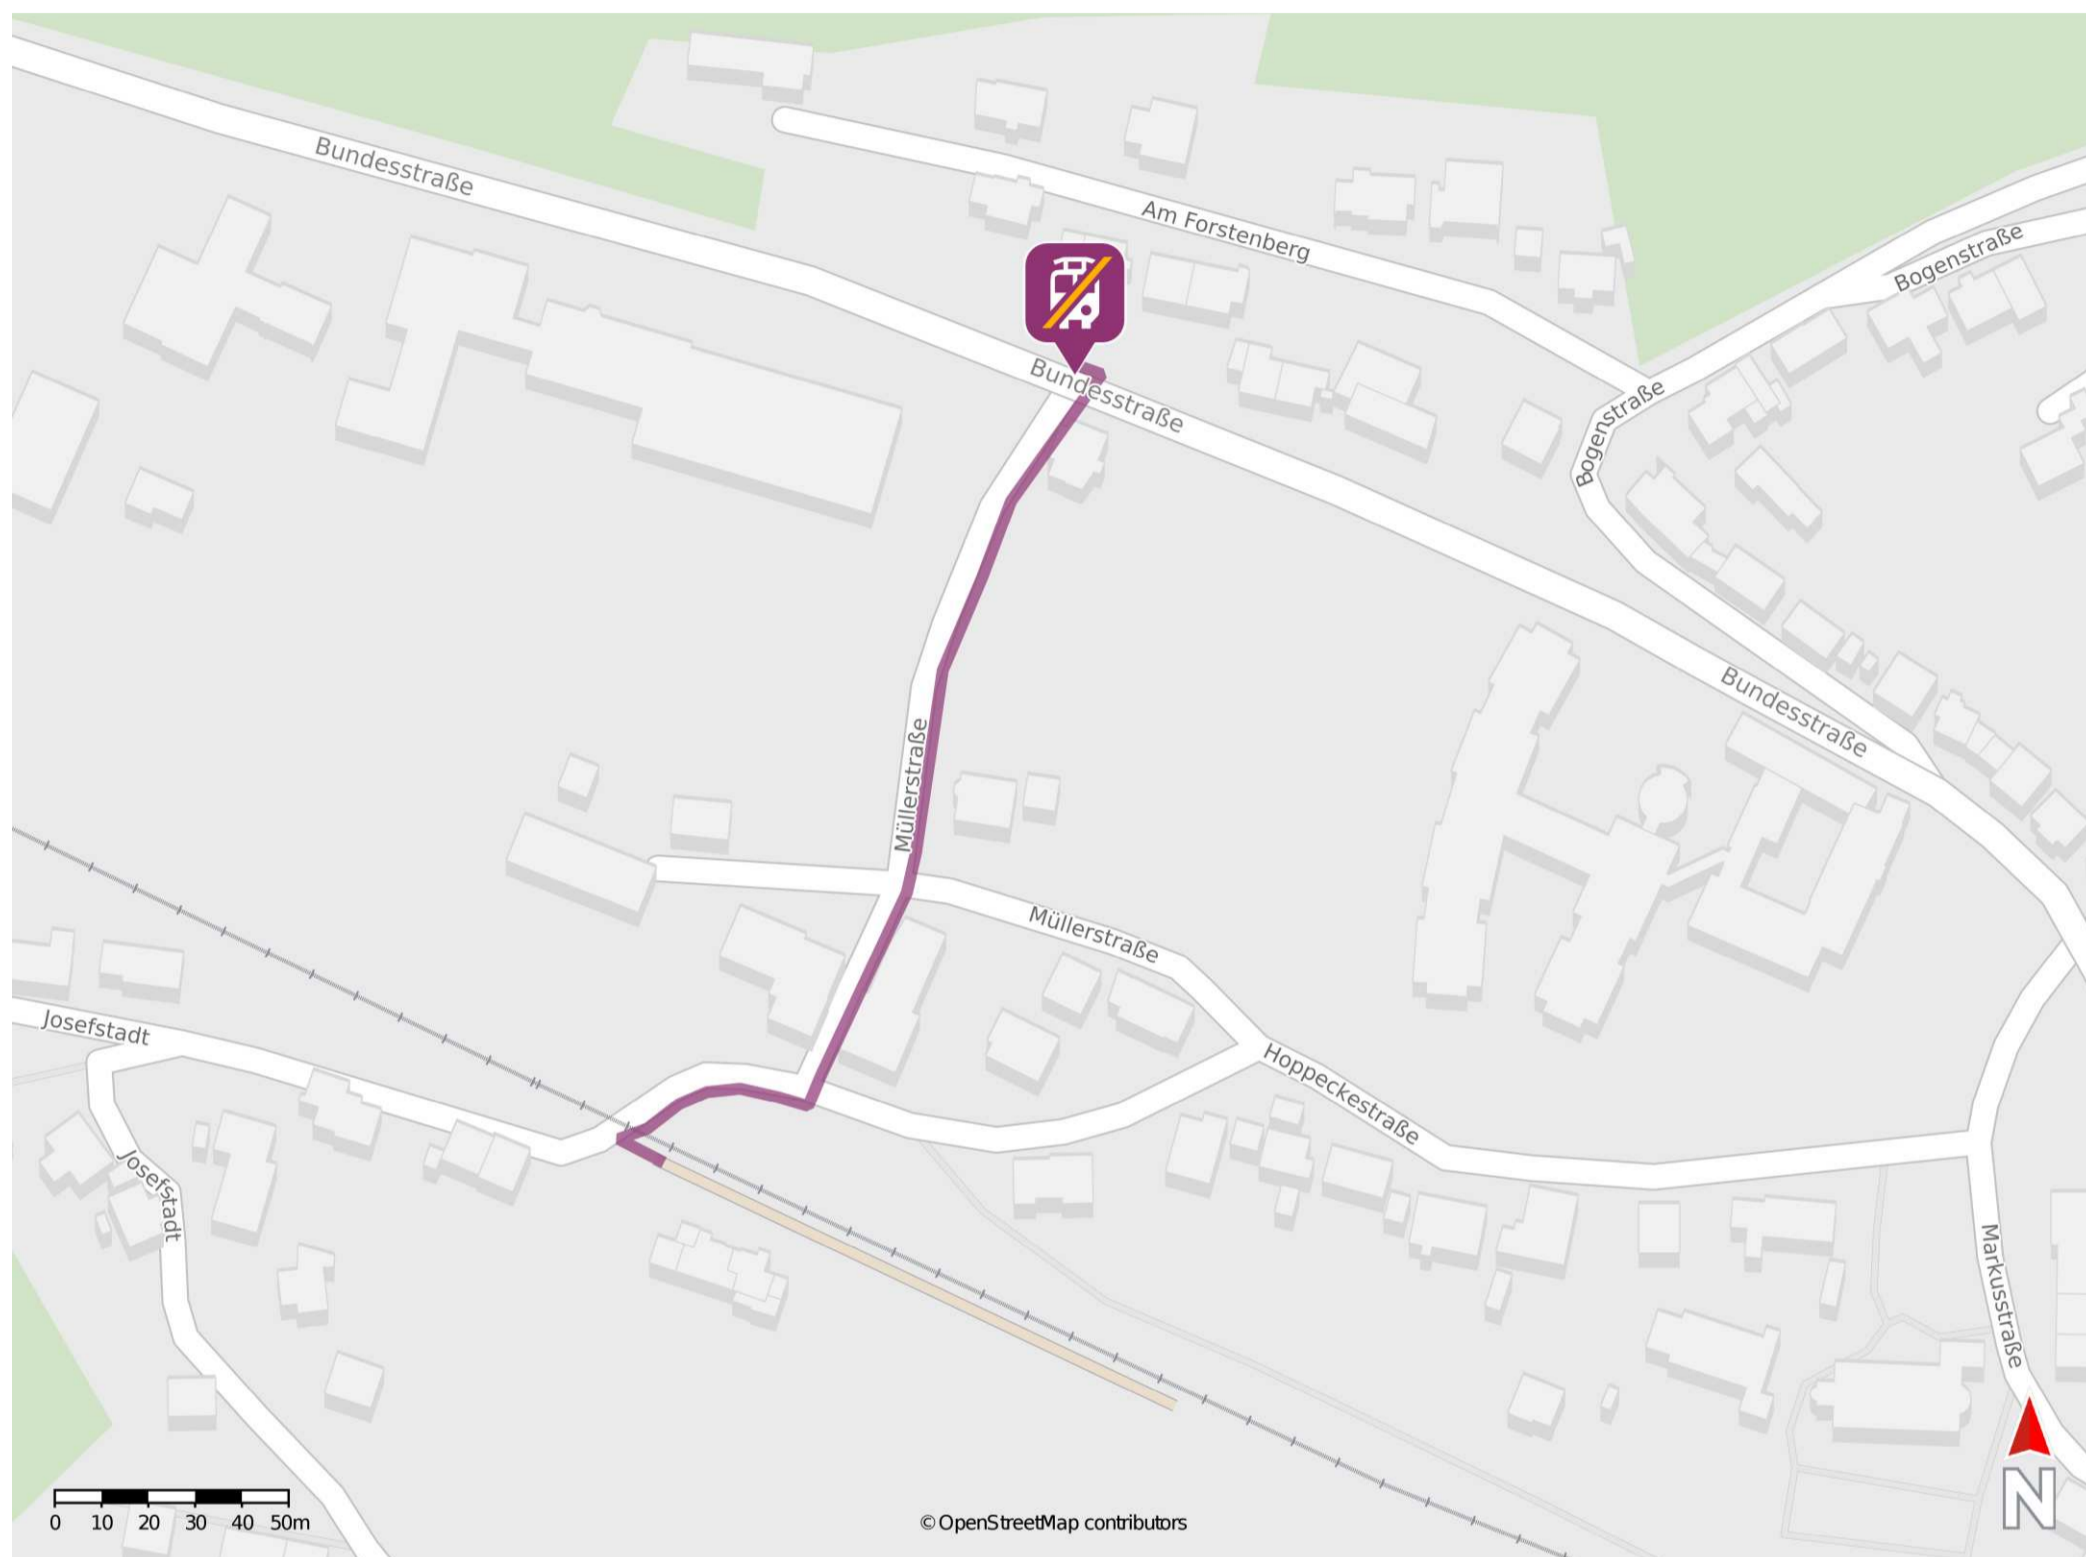 Bundesstraße
Am Forstenberg
Bogenstraße
Bundesstraße
Bogenstraße
Bundesstraße
Müllerstraße
Müllerstraße
Josefstadt
Hoppeckestraße
Josefstadt
Markusstraße
N
0 10 20 30 40 50m
© OpenStreetMap contributors